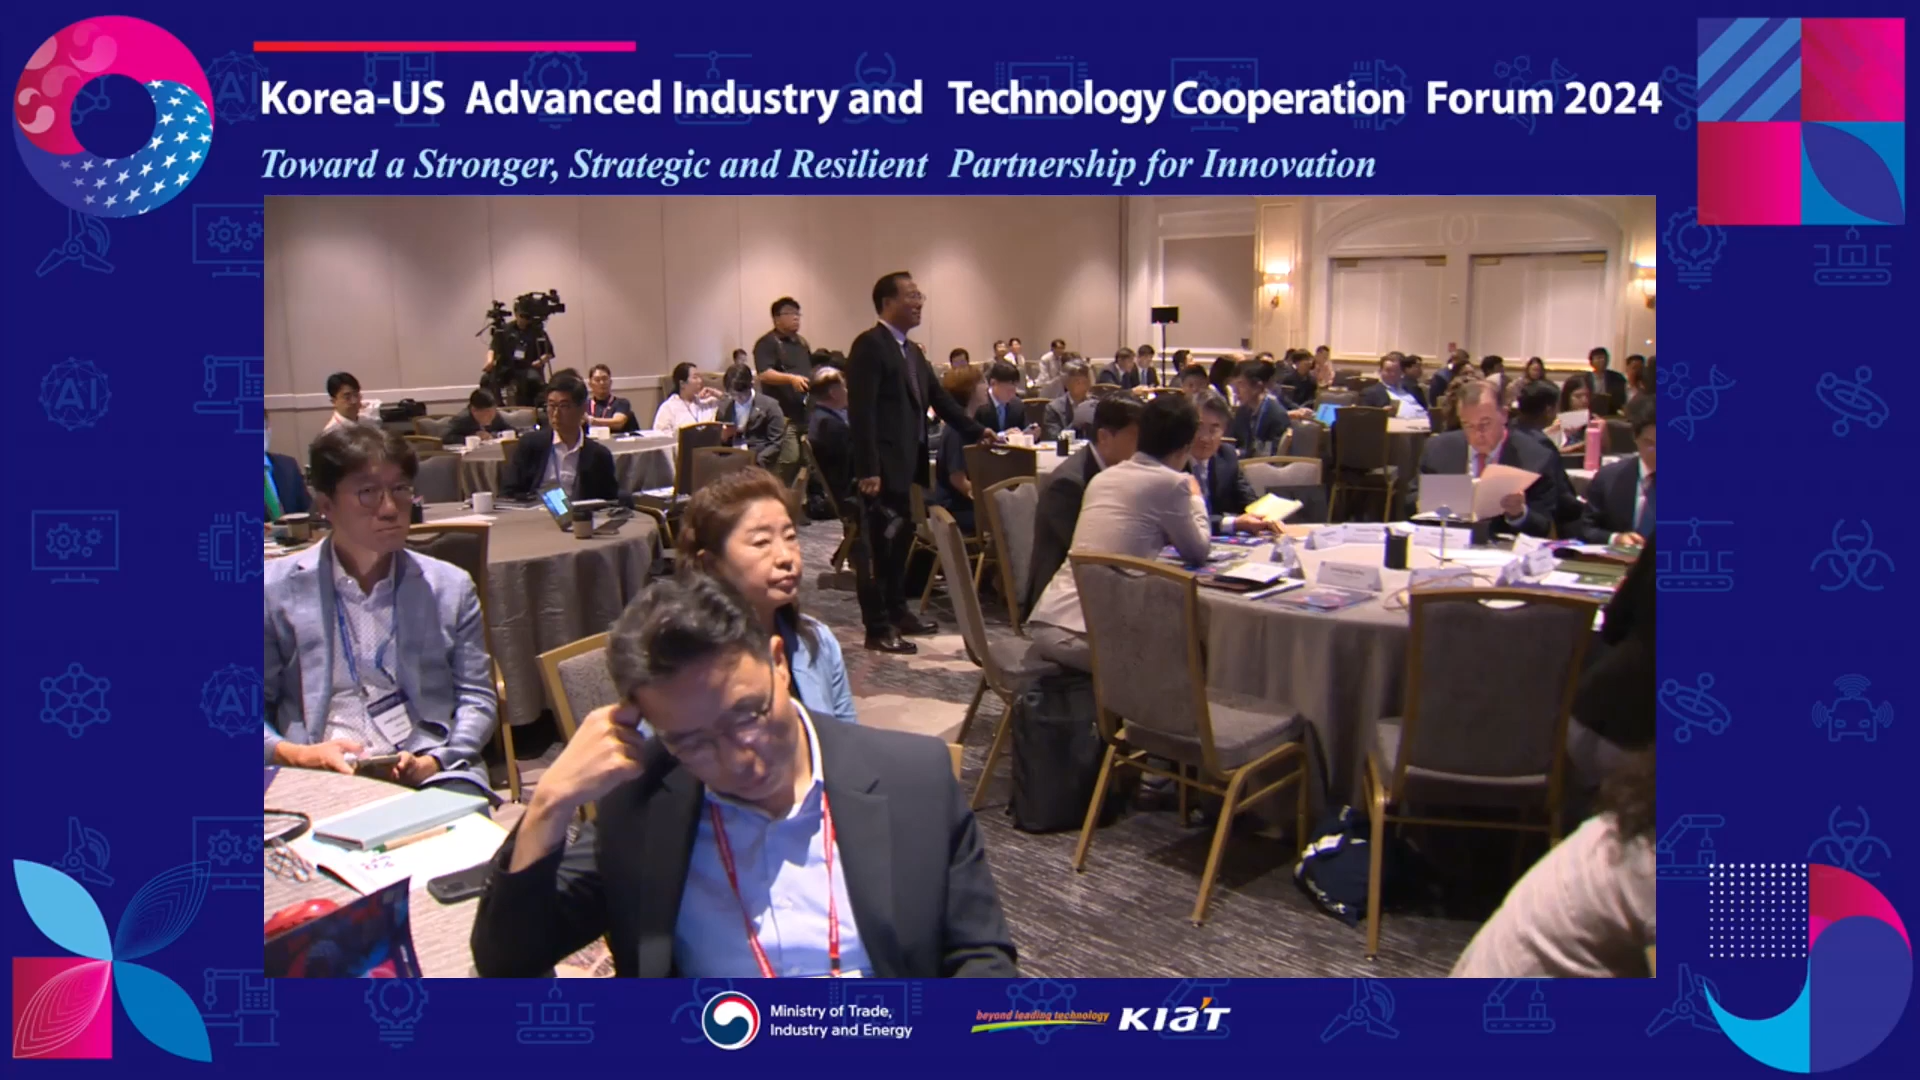 Korea-US Advanced Industry and Technology Cooperation Forum 2024
Toward a Stronger, Strategic and Resilient Partnership for Innovation
Ministry of Trade,
Industry and Energy
beyond leading technology
KIAT